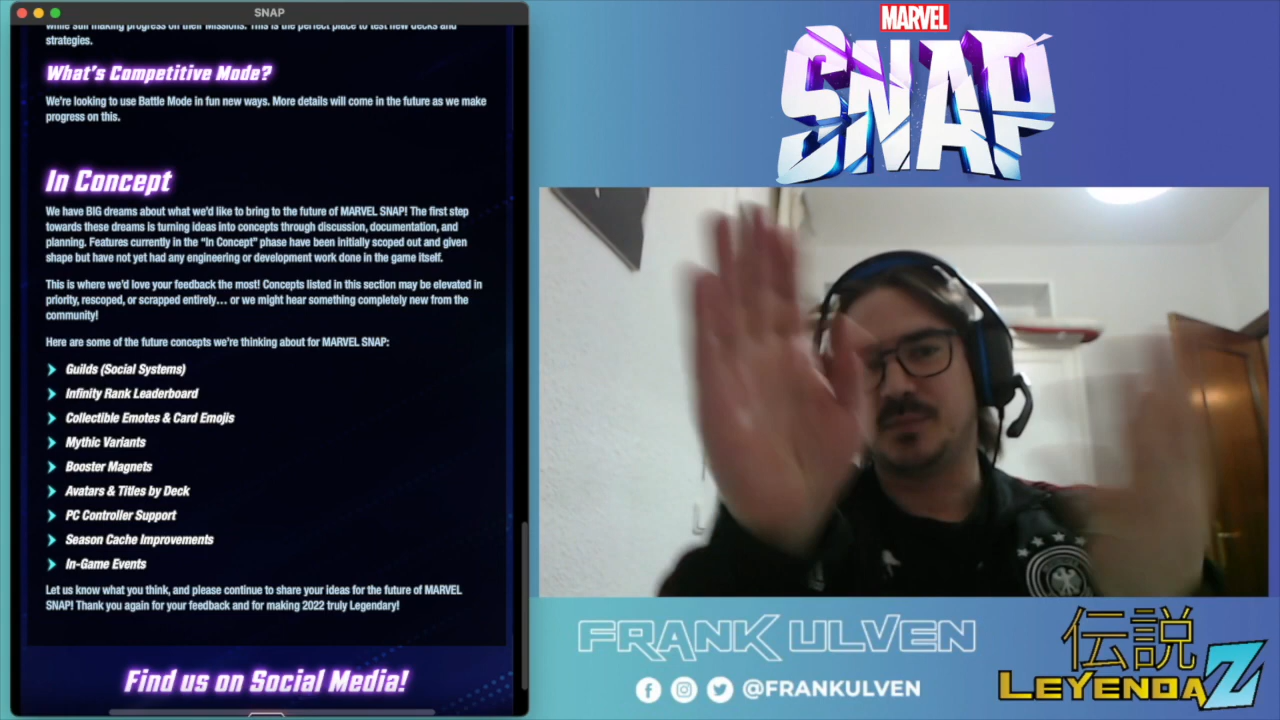 SNAP
while still making progress on their missions. This is the perfect place to test new decks and
strategies.
What's Competitive Mode?
We're looking to use Battle Mode in fun new ways. More details will come in the future as we make
progress on this.
In Concept
We have BIG dreams about what we'd like to bring to the future of MARVEL SNAP! The first step
towards these dreams is turning ideas into concepts through discussion, documentation, and
planning. Features currently in the “In Concept” phase have been initially scoped out and given
shape but have not yet had any engineering or development work done in the game itself.
This is where we'd love your feedback the most! Concepts listed in this section may be elevated in
priority, rescoped, or scrapped entirely… or we might hear something completely new from the
community!
Here are some of the future concepts we're thinking about for MARVEL SNAP:
Guilds (Social Systems)
Infinity Rank Leaderboard
Collectible Emotes & Card Emojis
Mythic Variants
Booster Magnets
Avatars & Titles by Deck
PC Controller Support
Season Cache Improvements
In-Game Events
Let us know what you think, and please continue to share your ideas for the future of MARVEL
SNAP! Thank you again for your feedback and for making 2022 truly Legendary!
Find us on Social Media!
MARVEL
SNAP
FRANK ULVEN
@FRANKULVEN
伝説
LEYENDA Z